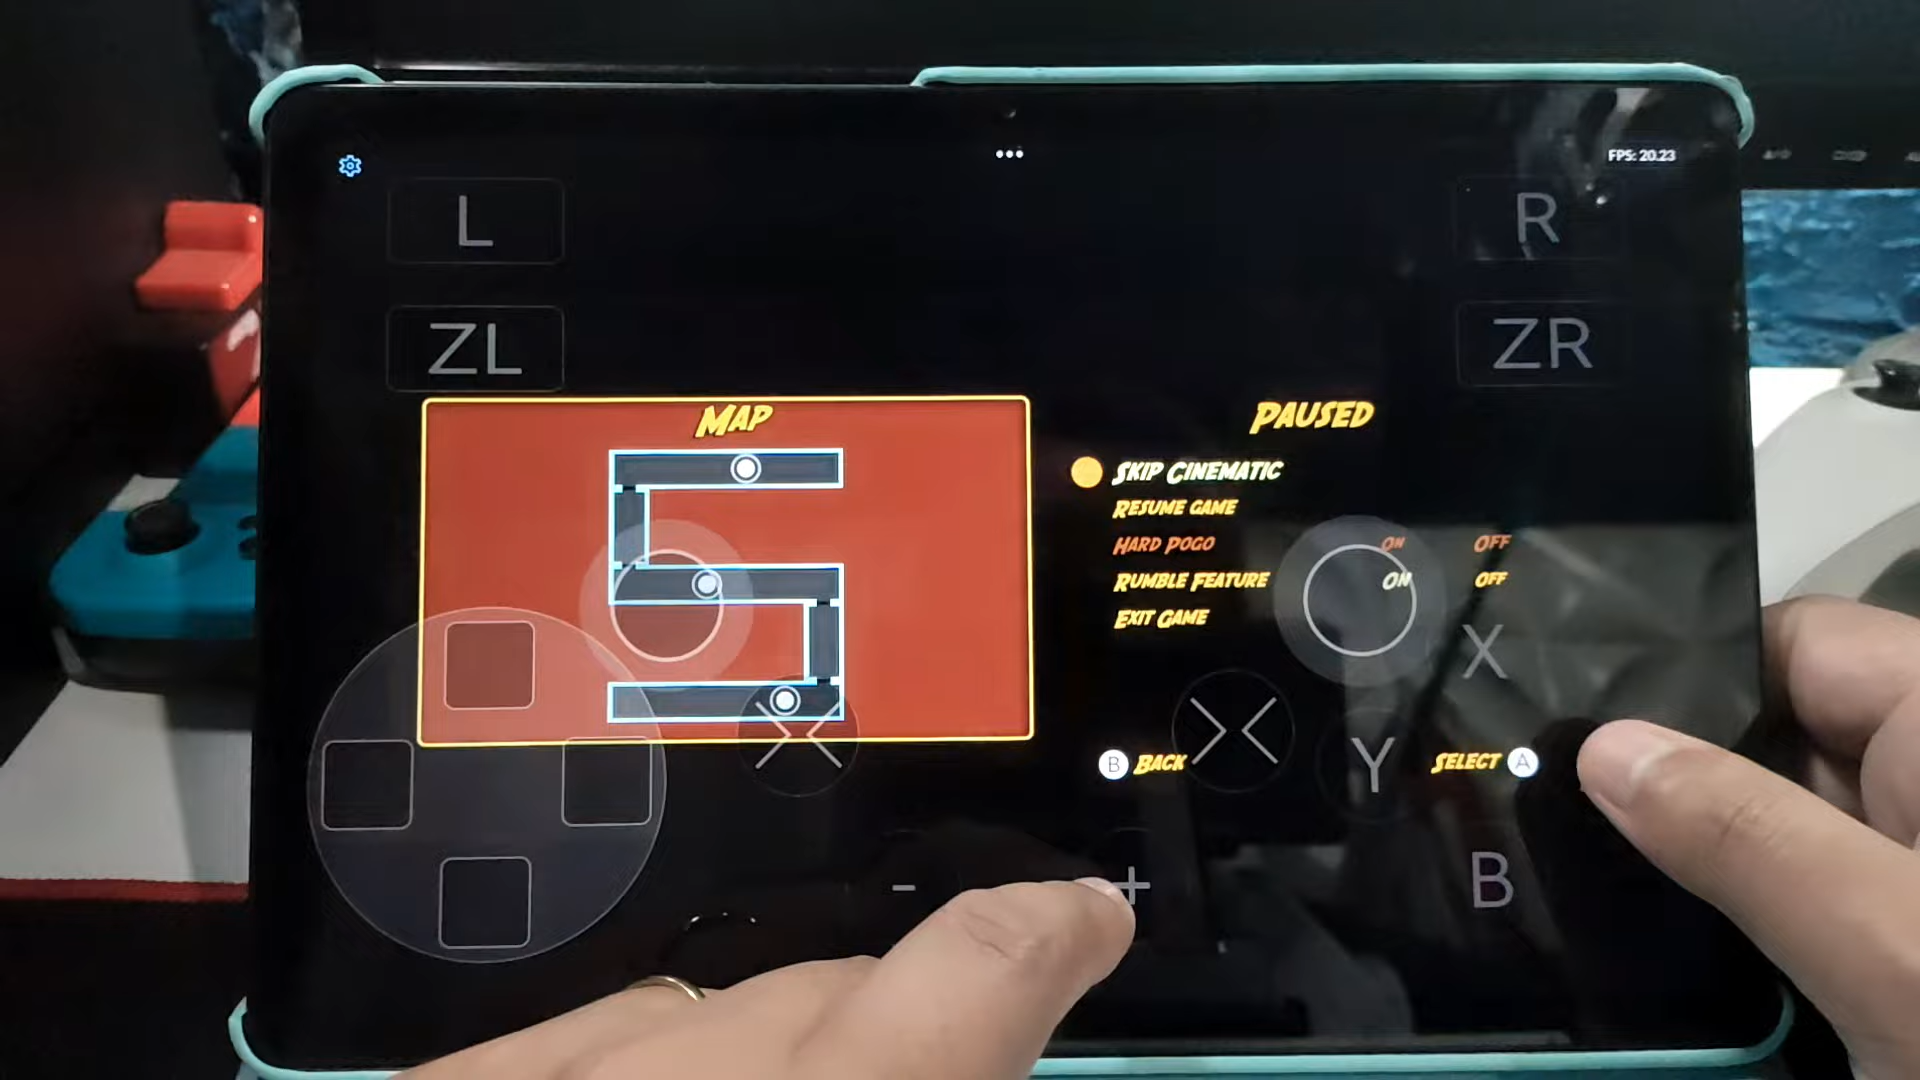 FPS: 20.23
L
R
ZL
ZR
MAP
PAUSED
SKIP CINEMATIC
RESUME GAME
HARD POGO ON OFF
RUMBLE FEATURE ON OFF
EXIT GAME
X
B BACK
Y
SELECT A
- +
B